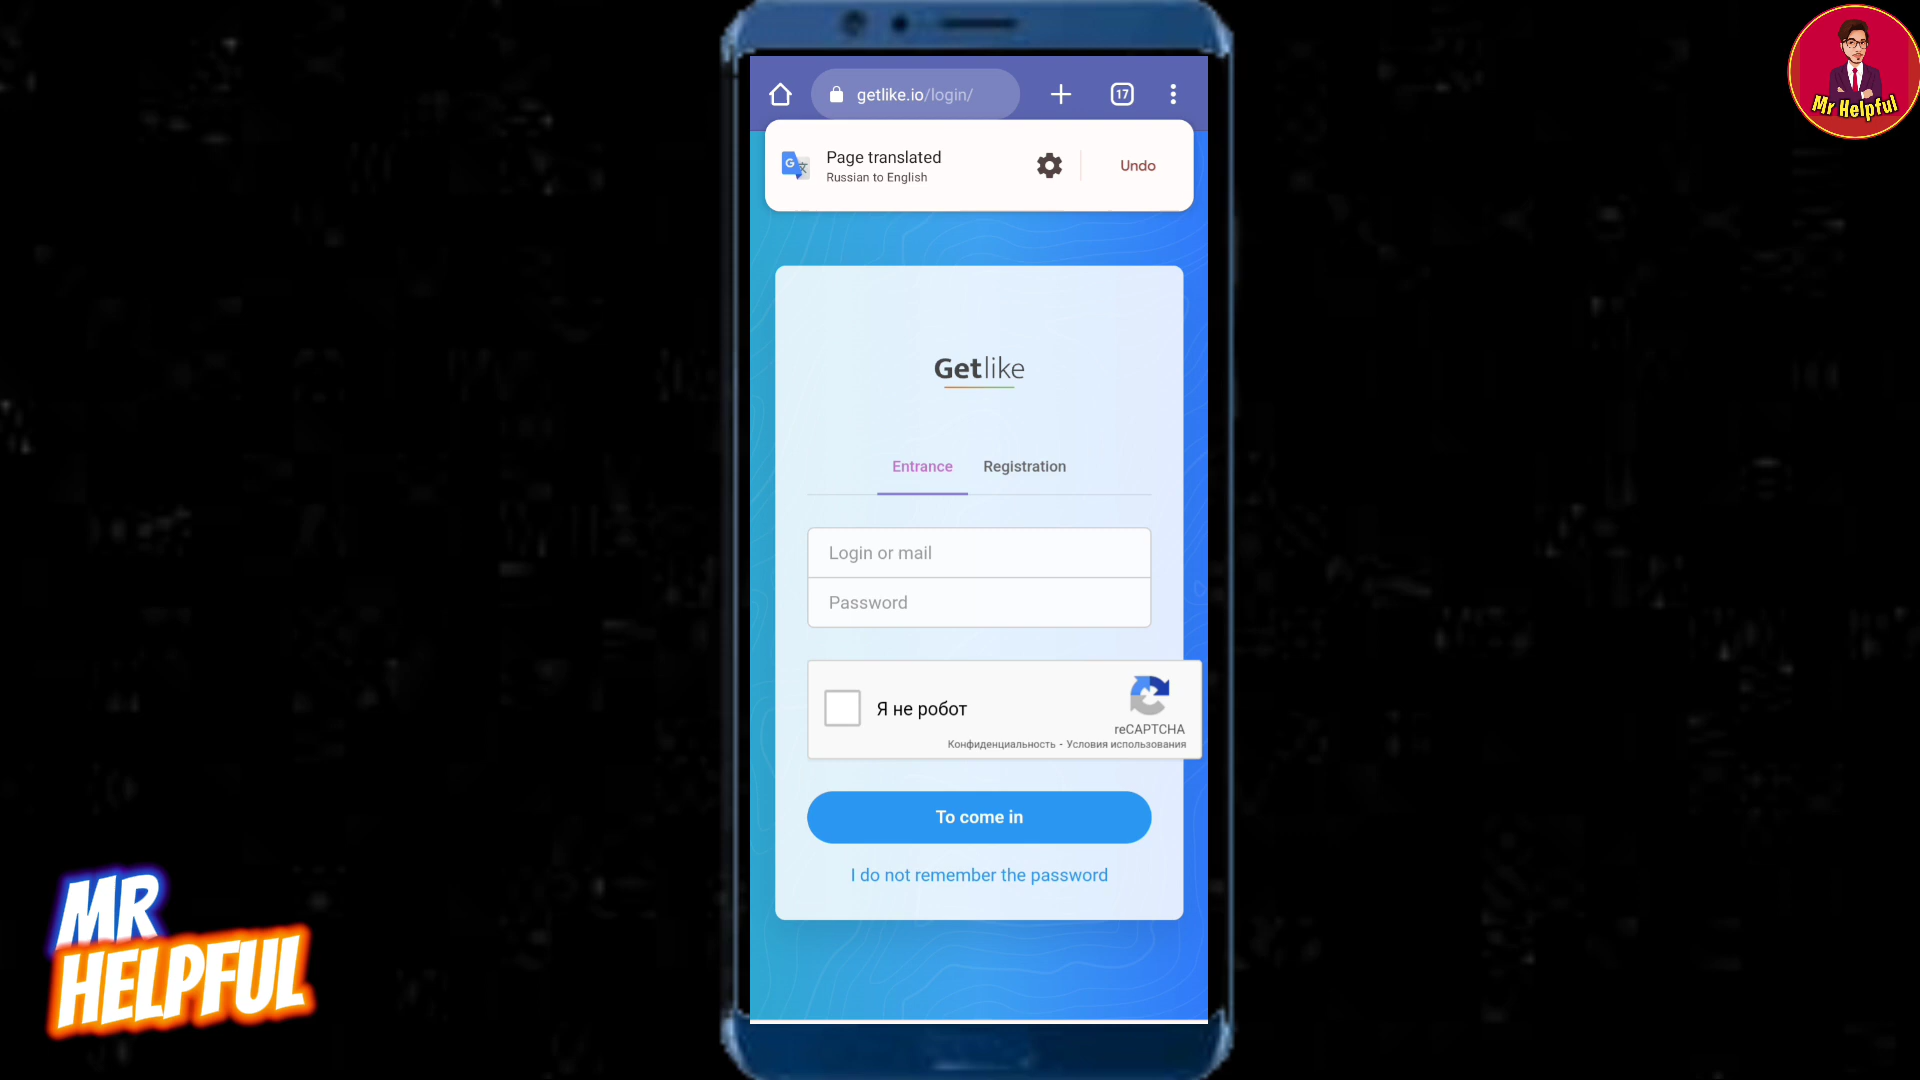 getlike.io/login/
17
Page translated
Russian to English
Undo
Getlike
Entrance
Registration
Login or mail
Password
Я не робот
reCAPTCHA
Конфиденциальность - Условия использования
To come in
I do not remember the password
Mr Helpful
MR
HELPFUL